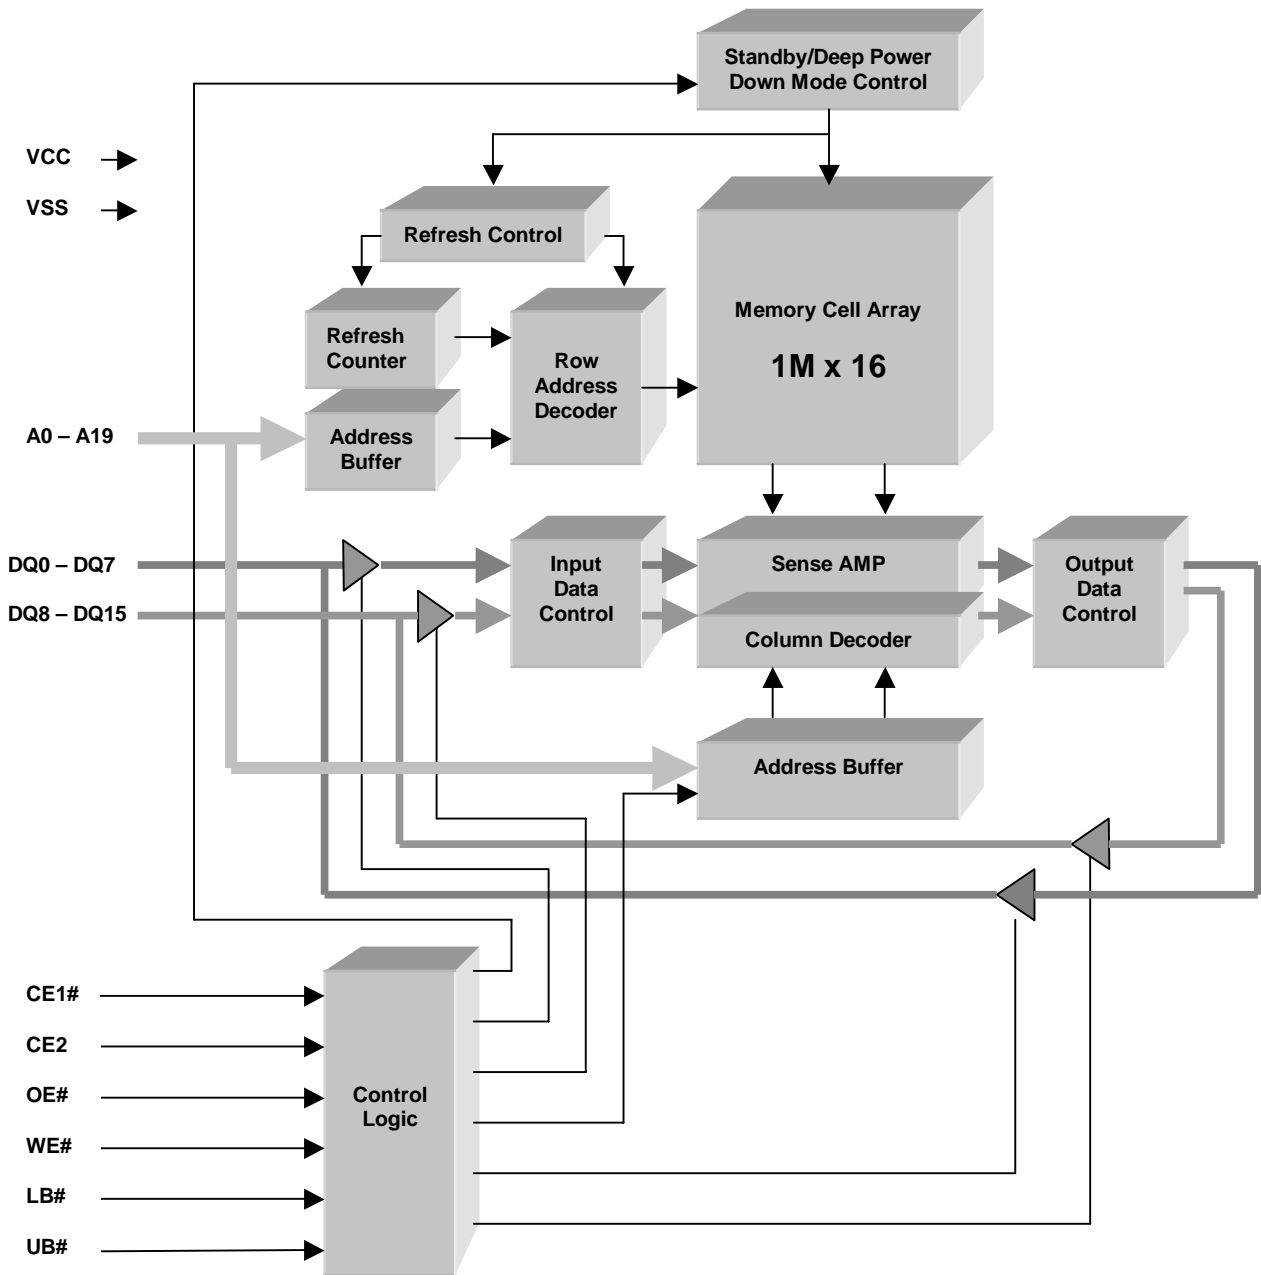 Standby/Deep Power
Down Mode Control
VCC
VSS
Refresh Control
Memory Cell Array
1M x 16
Refresh
Counter
Row
Address
Decoder
A0 – A19
Address
Buffer
DQ0 – DQ7
DQ8 – DQ15
Input
Data
Control
Sense AMP
Column Decoder
Output
Data
Control
Address Buffer
CE1#
CE2
OE#
WE#
LB#
UB#
Control
Logic